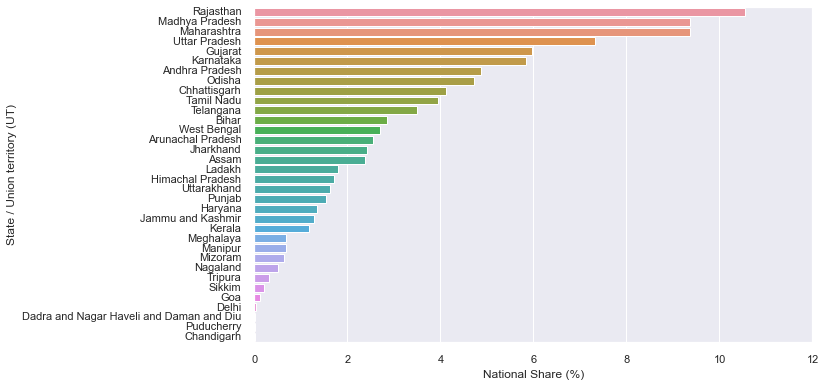 Rajasthan
Madhya Pradesh
Maharashtra
Uttar Pradesh
Gujarat
Karnataka
Andhra Pradesh
Odisha
Chhattisgarh
Tamil Nadu
Telangana
Bihar
West Bengal
Arunachal Pradesh
Jharkhand
Assam
Ladakh
Himachal Pradesh
Uttarakhand
Punjab
Haryana
Jammu and Kashmir
Kerala
Meghalaya
Manipur
Mizoram
Nagaland
Tripura
Sikkim
Goa
Delhi
Dadra and Nagar Haveli and Daman and Diu
Puducherry
Chandigarh
State / Union territory (UT)
0 2 4 6 8 10 12
National Share (%)